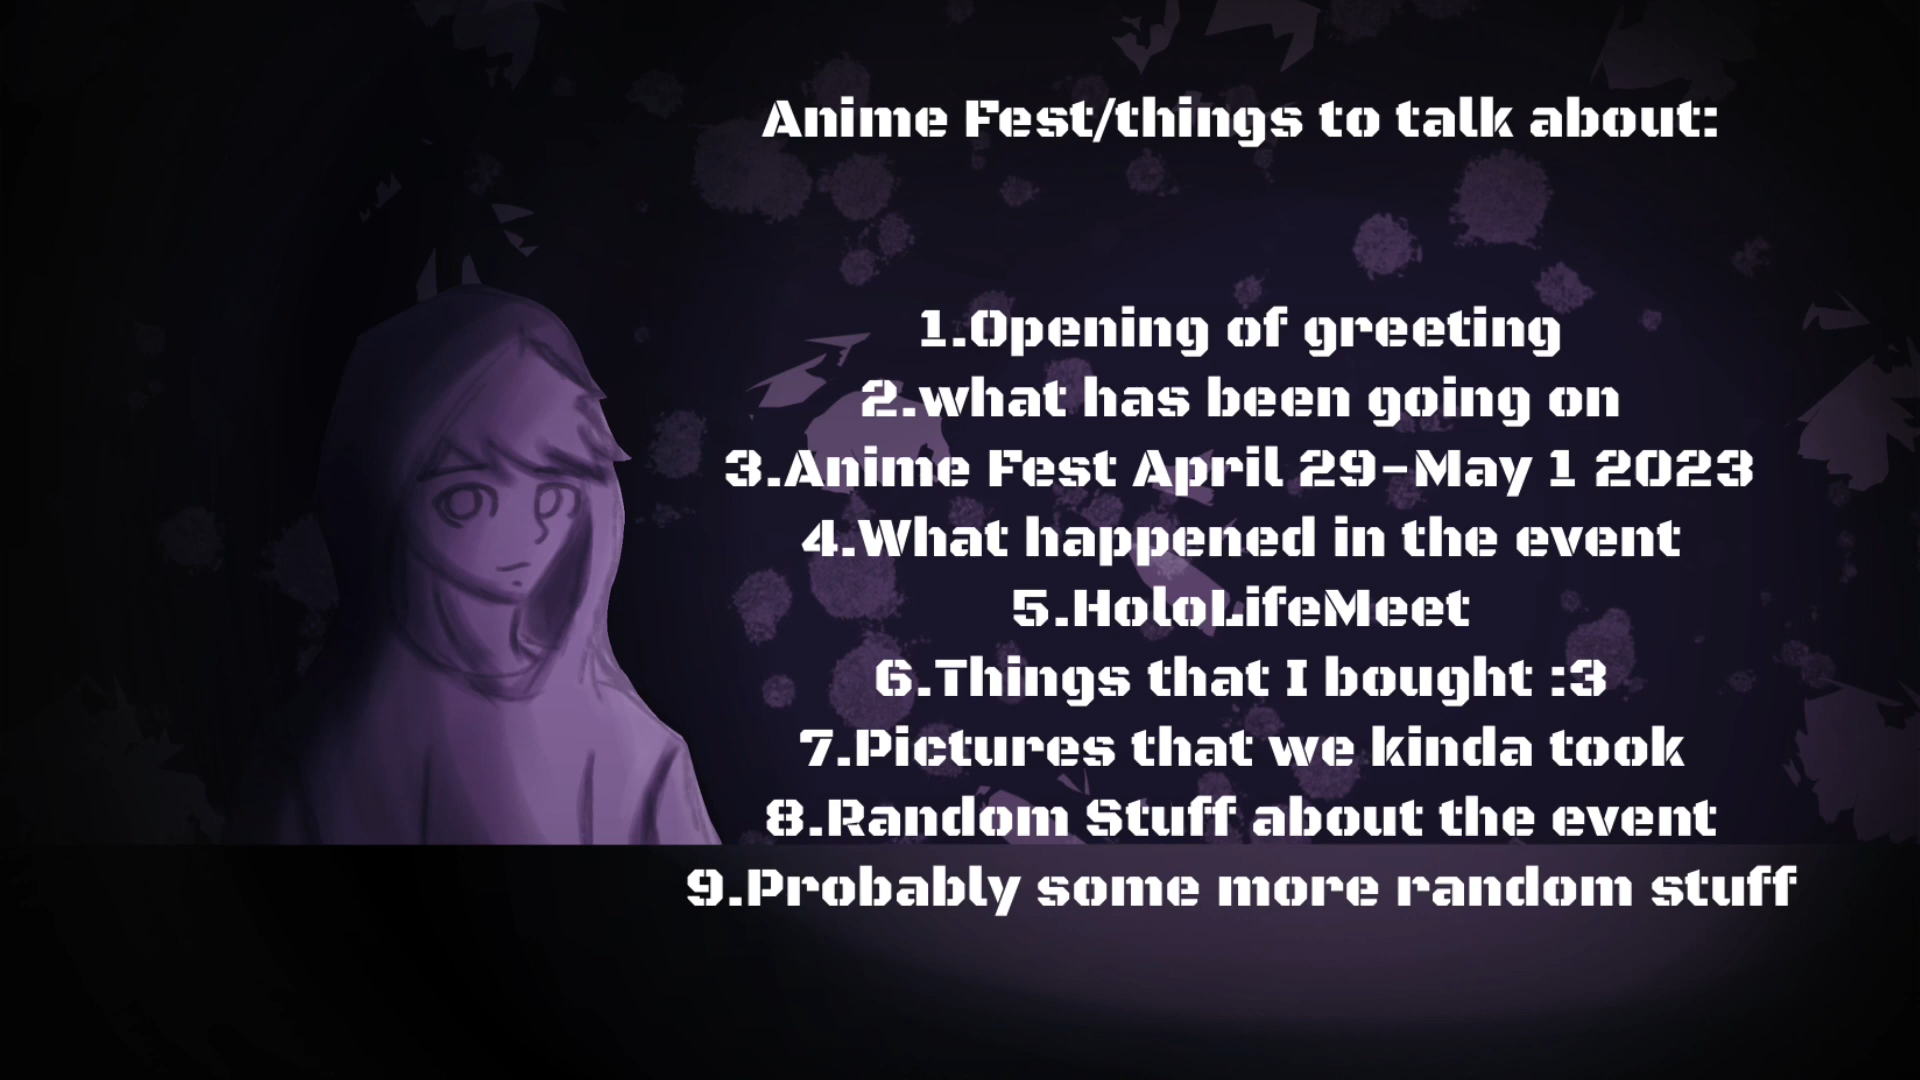 Anime Fest/things to talk about:
1.Opening of greeting
2.what has been going on
3.Anime Fest April 29-May 1 2023
4.What happened in the event
5.HoloLifeMeet
6.Things that I bought :3
7.Pictures that we kinda took
8.Random Stuff about the event
9.Probably some more random stuff